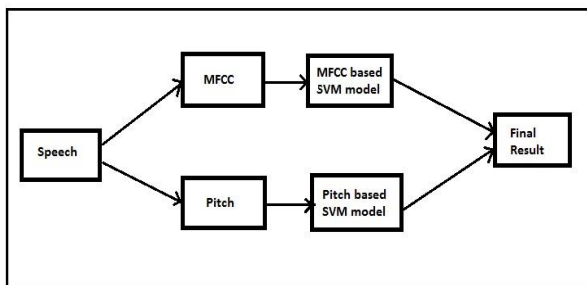 Speech
MFCC
MFCC based
SVM model
Pitch
Pitch based
SVM model
Final
Result